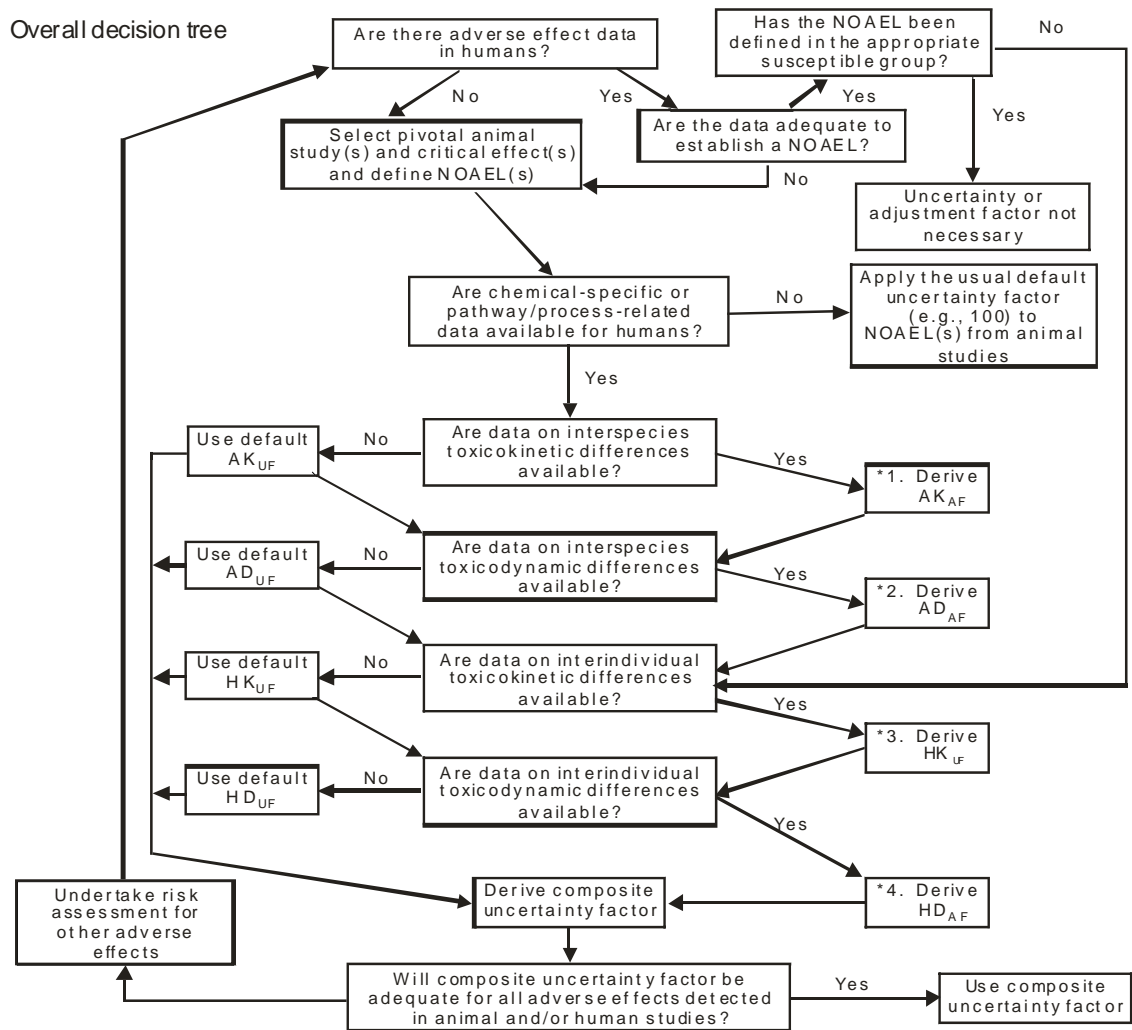 Overall decision tree
Are there adverse effect data
in humans?
Has the NOAEL been
defined in the appropriate
susceptible group?
No
No
Yes
Yes
Yes
Select pivotal animal
study(s) and critical effect(s)
and define NOAEL(s)
Are the data adequate to
establish a NOAEL?
No
Uncertainty or
adjustment factor not
necessary
Are chemical-specific or
pathway/process-related
data available for humans?
No
Apply the usual default
uncertainty factor
(e.g., 100) to
NOAEL(s) from animal
studies
Yes
Use default
AKUF
No
Are data on interspecies
toxicokinetic differences
available?
Yes
*1. Derive
AKAF
Use default
ADUF
No
Are data on interspecies
toxicodynamic differences
available?
Yes
*2. Derive
ADAF
Use default
HKUF
No
Are data on interindividual
toxicokinetic differences
available?
Yes
*3. Derive
HKUF
Use default
HDUF
No
Are data on interindividual
toxicodynamic differences
available?
Yes
*4. Derive
HDAF
Undertake risk
assessment for
other adverse
effects
Derive composite
uncertainty factor
Will composite uncertainty factor be
adequate for all adverse effects detected
in animal and/or human studies?
Yes
Use composite
uncertainty factor